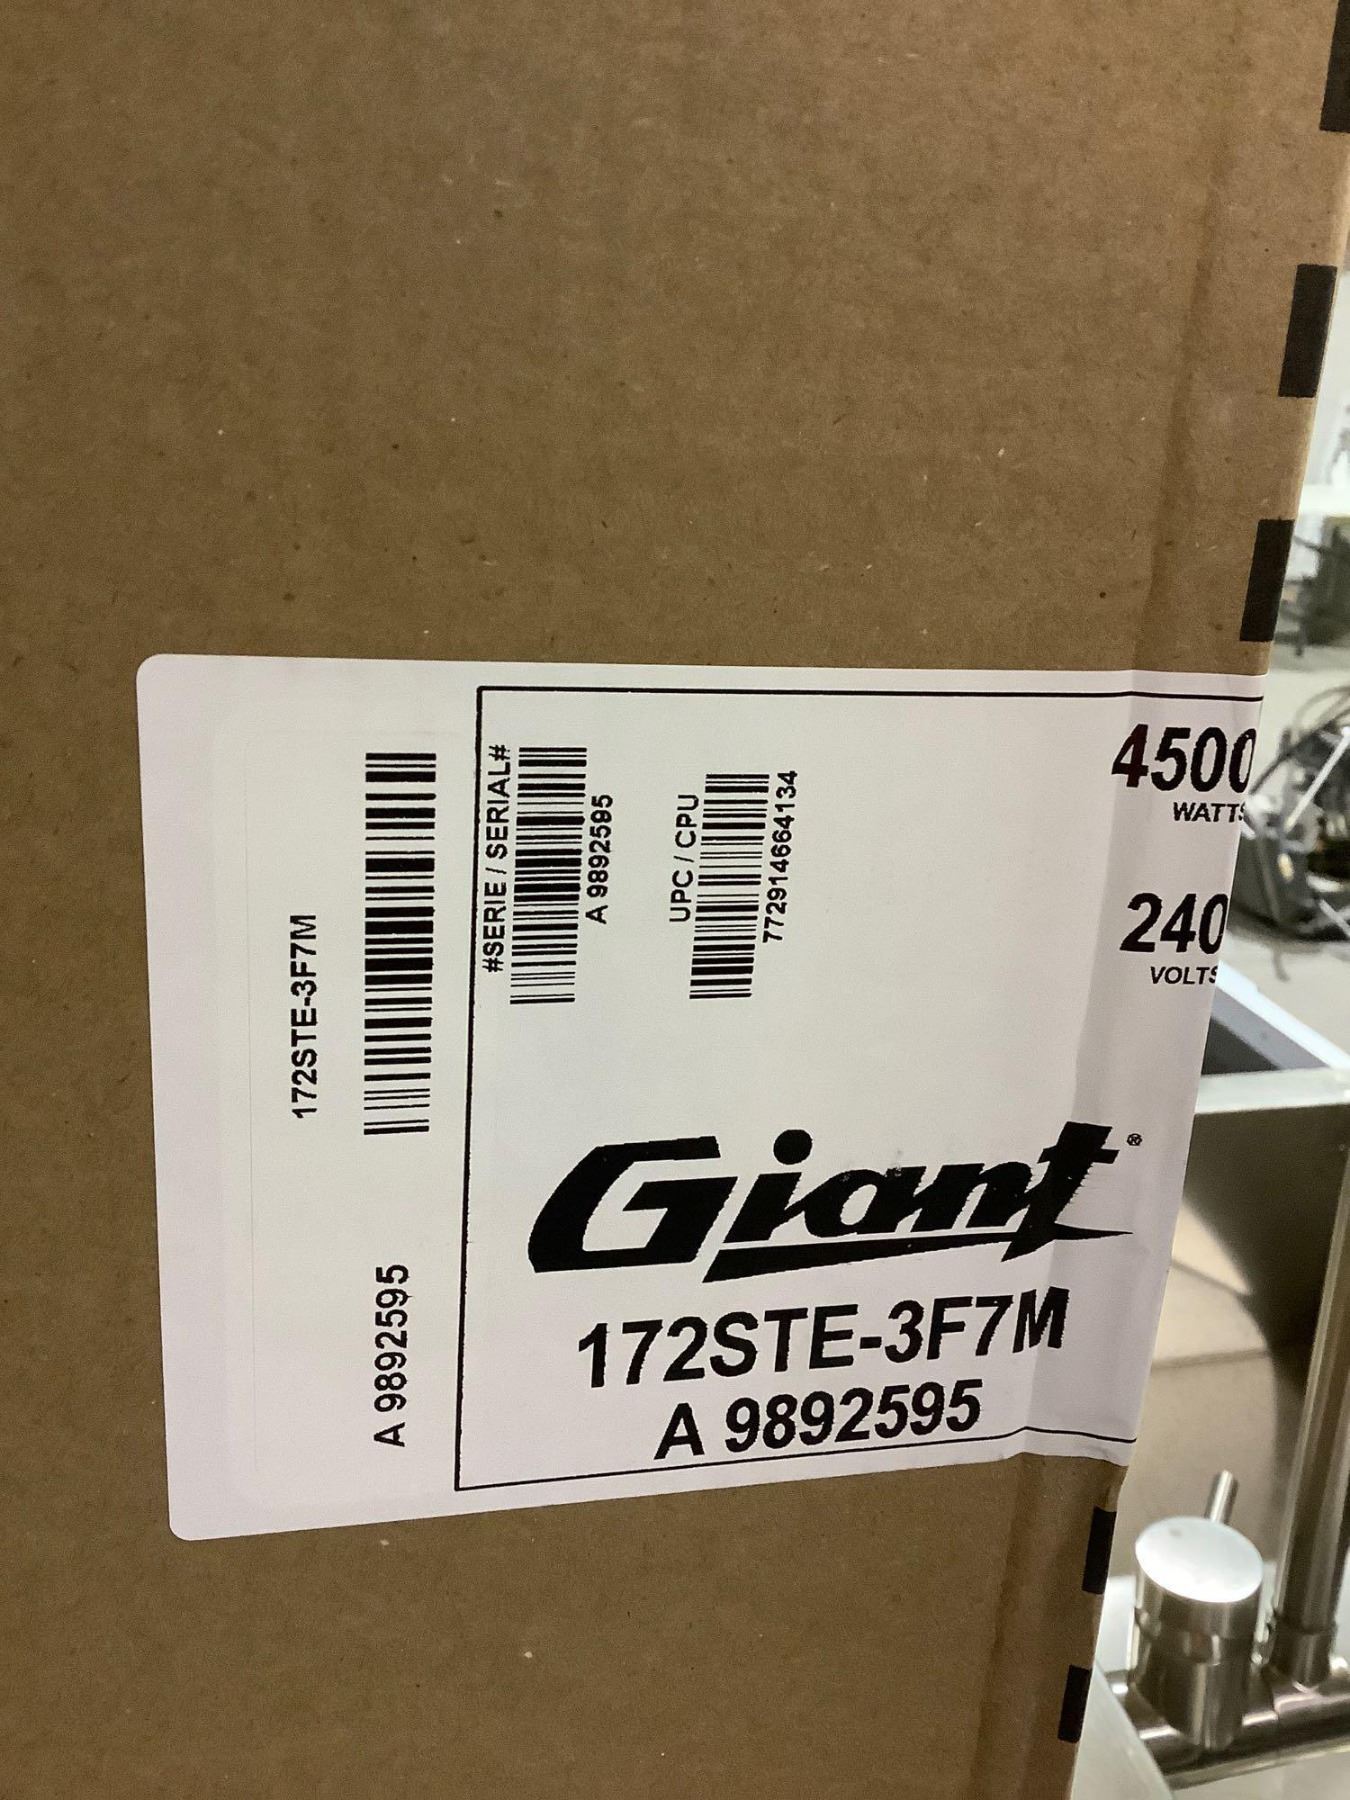 172STE-3F7M
A 9892595
#SERIE / SERIAL#
A 9892595
UPC / CPU
772914664134
4500
WATTS
240
VOLTS
Giant®
172STE-3F7M
A 9892595